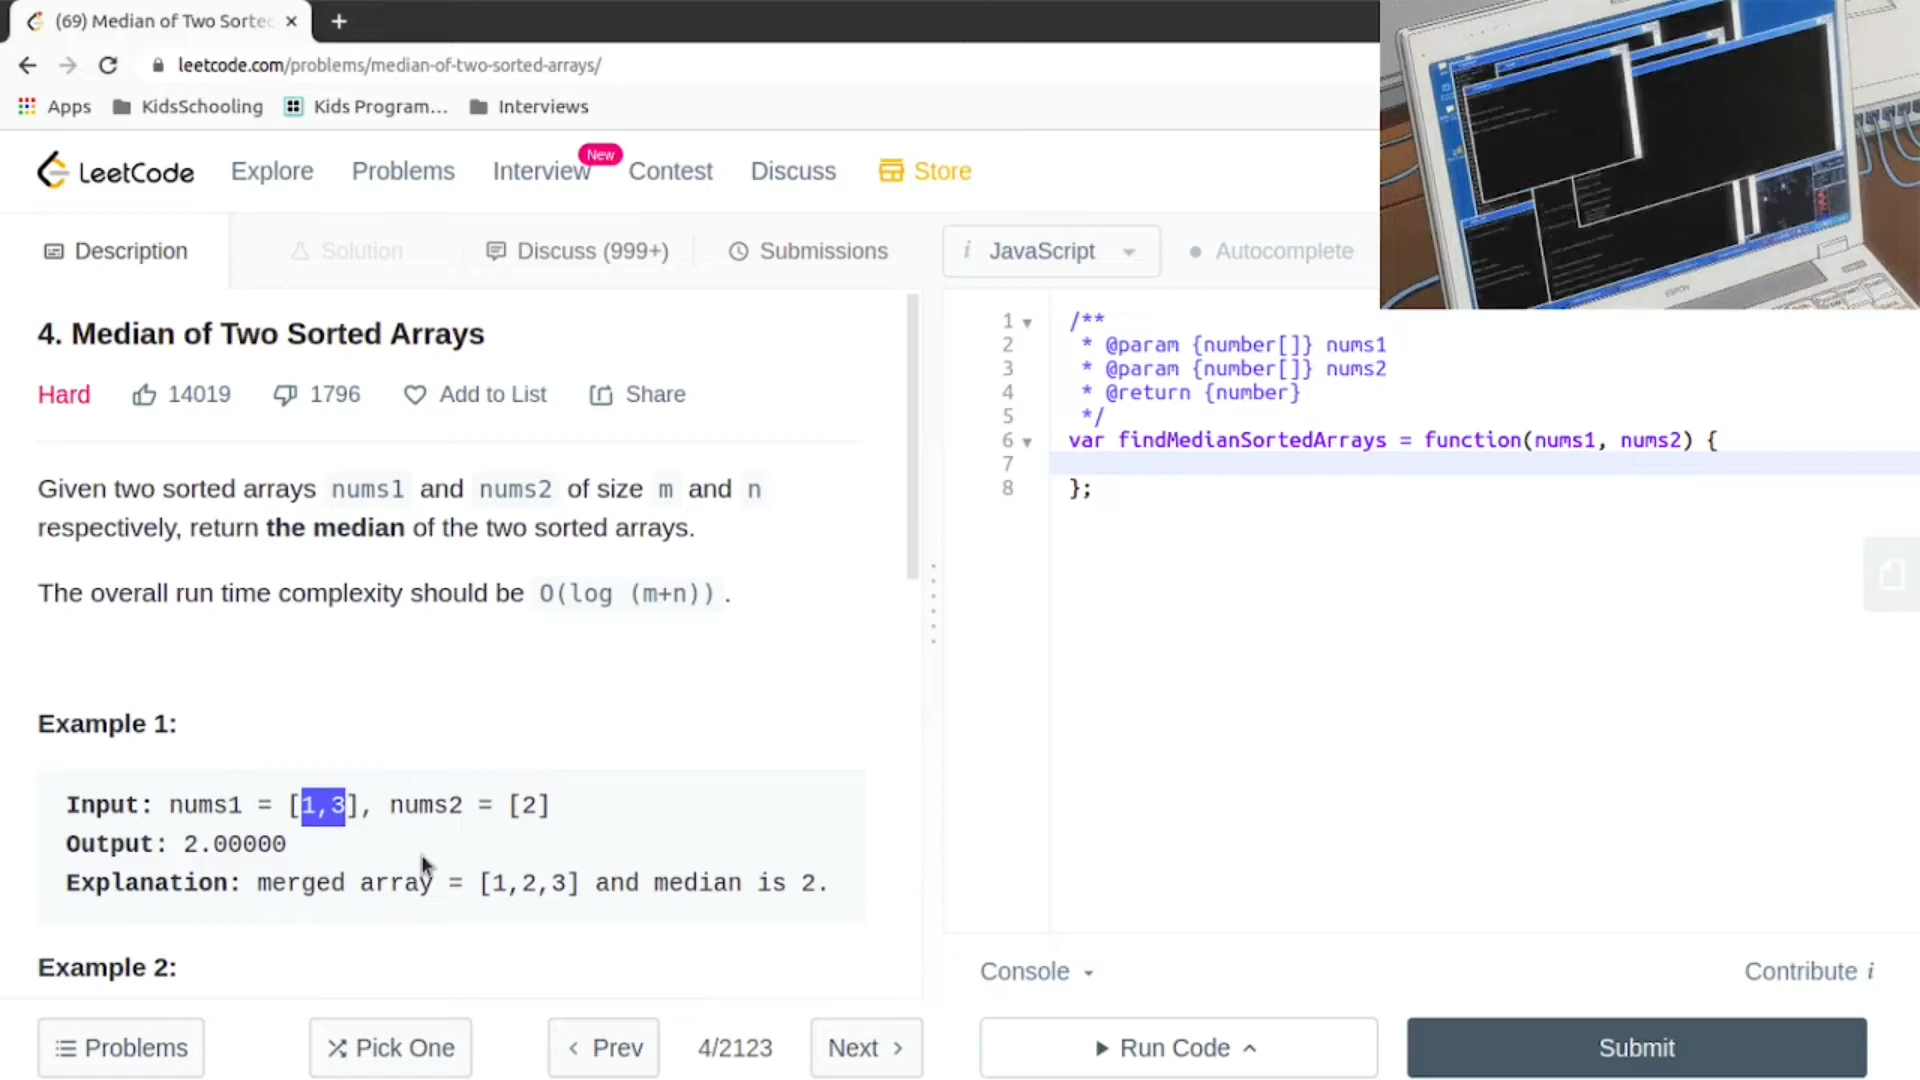 (69) Median of Two Sorte
leetcode.com/problems/median-of-two-sorted-arrays/
Apps KidsSchooling Kids Program... Interviews
LeetCode Explore Problems Interview New Contest Discuss Store
Description Solution Discuss (999+) Submissions
4. Median of Two Sorted Arrays
Hard 14019 1796 Add to List Share
Given two sorted arrays nums1 and nums2 of size m and n
respectively, return the median of the two sorted arrays.
The overall run time complexity should be O(log (m+n)).
Example 1:
Input: nums1 = [1,3], nums2 = [2]
Output: 2.00000
Explanation: merged array = [1,2,3] and median is 2.
Example 2:
Problems Pick One Prev 4/2123 Next
i JavaScript Autocomplete
1 /**
2 * @param {number[]} nums1
3 * @param {number[]} nums2
4 * @return {number}
5 */
6 var findMedianSortedArrays = function(nums1, nums2) {
7
8 };
Console Contribute i
Run Code Submit